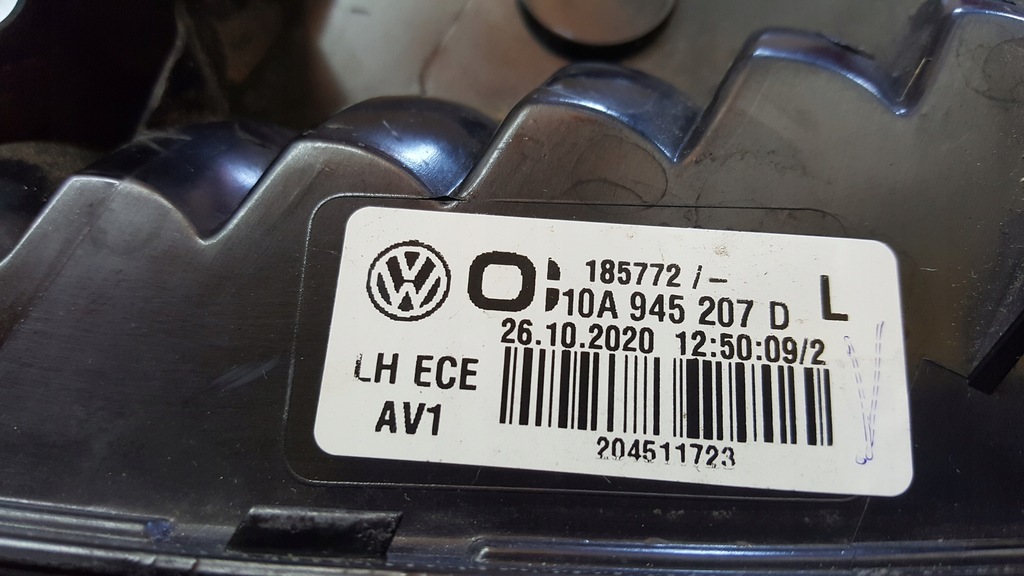 185772 /-
10A 945 207 D L
26.10.2020 12:50:09/2
LH ECE
AV1
204511723